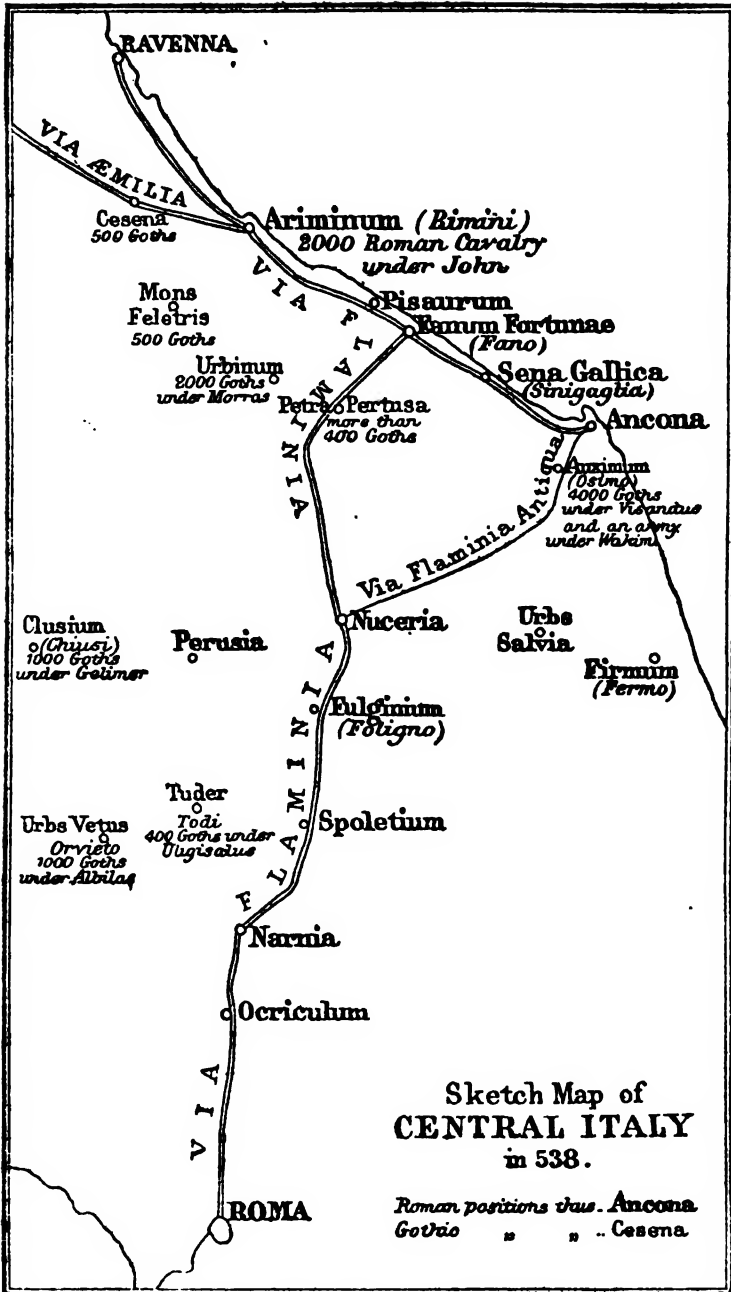 RAVENNA
VIA ÆMILIA
Cesena
500 Goths
Ariminum (Rimini)
2000 Roman Cavalry
under John
VIA FLAMINIA
Mons
Feletris
500 Goths
Pisaurum
Fanum Fortunae
(Fano)
Urbinum
2000 Goths
under Morras
Sena Gallica
(Sinigaglia)
Petra Pertusa
more than
400 Goths
Ancona
Auximum
(Osimo)
4000 Goths
under Visandus
and an army
under Wakim
Via Flaminia Antiqua
Nuceria
Clusium
(Chiusi)
1000 Goths
under Gelimer
Perusia
Urbs
Salvia
Firmum
(Fermo)
Fulginium
(Foligno)
VIA FLAMINIA
Tuder
Todi
400 Goths under
Uligisalus
Urbs Vetus
Orvieto
1000 Goths
under Albilas
Spoletium
Narnia
Ocriculum
ROMA
Sketch Map of
CENTRAL ITALY
in 538.
Roman positions thus.. Ancona
Gothic „ „ .. Cesena